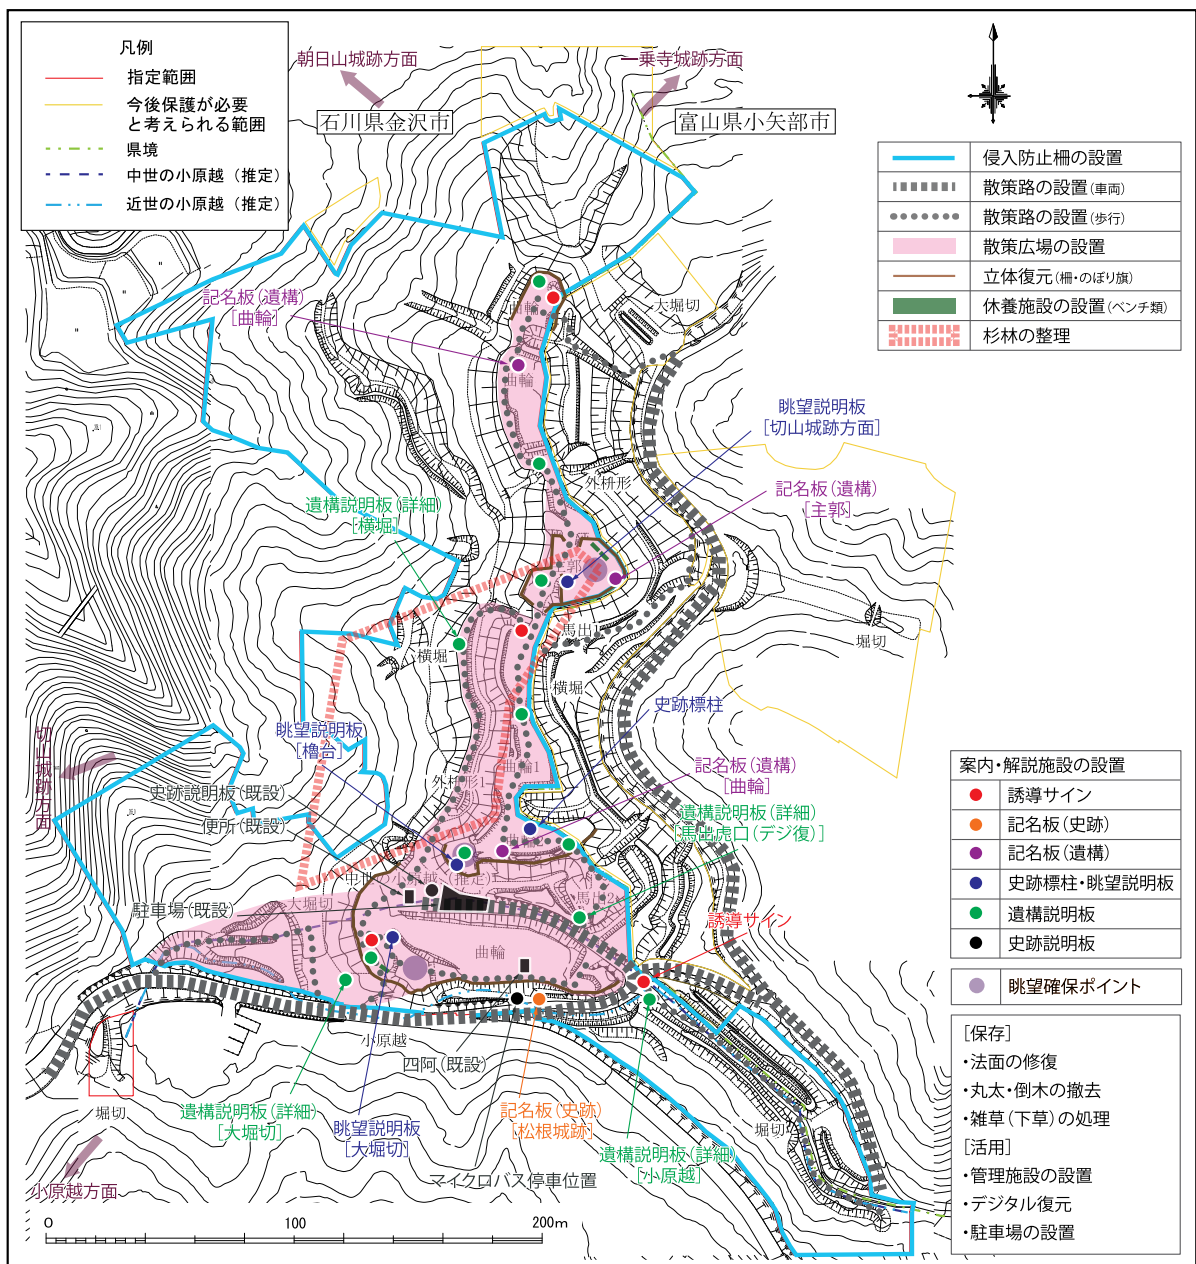 凡例
指定範囲
今後保護が必要
と考えられる範囲
県境
中世の小原越（推定）
近世の小原越（推定）
朝日山城跡方面
一乗寺城跡方面
石川県金沢市
富山県小矢部市
侵入防止柵の設置
散策路の設置(車両)
散策路の設置(歩行)
散策広場の設置
立体復元(柵・のぼり旗)
休養施設の設置(ベンチ類)
杉林の整理
記名板(遺構)
[曲輪]
曲輪
大堀切
曲輪
眺望説明板
[切山城跡方面]
外枡形
記名板(遺構)
[主郭]
遺構説明板(詳細)
[横堀]
主郭
馬出1
堀切
横堀
横堀
史跡標柱
眺望説明板
[櫓台]
切山城跡方面
曲輪1
外枡形1
記名板(遺構)
[曲輪]
史跡説明板(既設)
便所(既設)
遺構説明板(詳細)
馬出虎口(デジ復)]
曲輪2
中世の小原越(推定)
大堀切
馬出2
駐車場(既設)
誘導サイン
曲輪
小原越
四阿(既設)
堀切
遺構説明板(詳細)
[大堀切]
眺望説明板
[大堀切]
記名板(史跡)
[松根城跡]
遺構説明板(詳細)
[小原越]
堀切
マイクロバス停車位置
小原越方面
0
100
200m
案内・解説施設の設置
誘導サイン
記名板(史跡)
記名板(遺構)
史跡標柱・眺望説明板
遺構説明板
史跡説明板
眺望確保ポイント
[保存]
・法面の修復
・丸太・倒木の撤去
・雑草(下草)の処理
[活用]
・管理施設の設置
・デジタル復元
・駐車場の設置